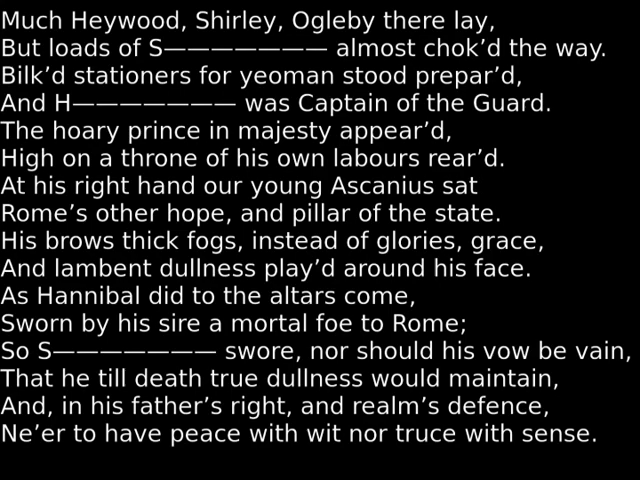 Much Heywood, Shirley, Ogleby there lay,
But loads of S——————— almost chok’d the way.
Bilk’d stationers for yeoman stood prepar’d,
And H——————— was Captain of the Guard.
The hoary prince in majesty appear’d,
High on a throne of his own labours rear’d.
At his right hand our young Ascanius sat
Rome’s other hope, and pillar of the state.
His brows thick fogs, instead of glories, grace,
And lambent dullness play’d around his face.
As Hannibal did to the altars come,
Sworn by his sire a mortal foe to Rome;
So S——————— swore, nor should his vow be vain,
That he till death true dullness would maintain,
And, in his father’s right, and realm’s defence,
Ne’er to have peace with wit nor truce with sense.